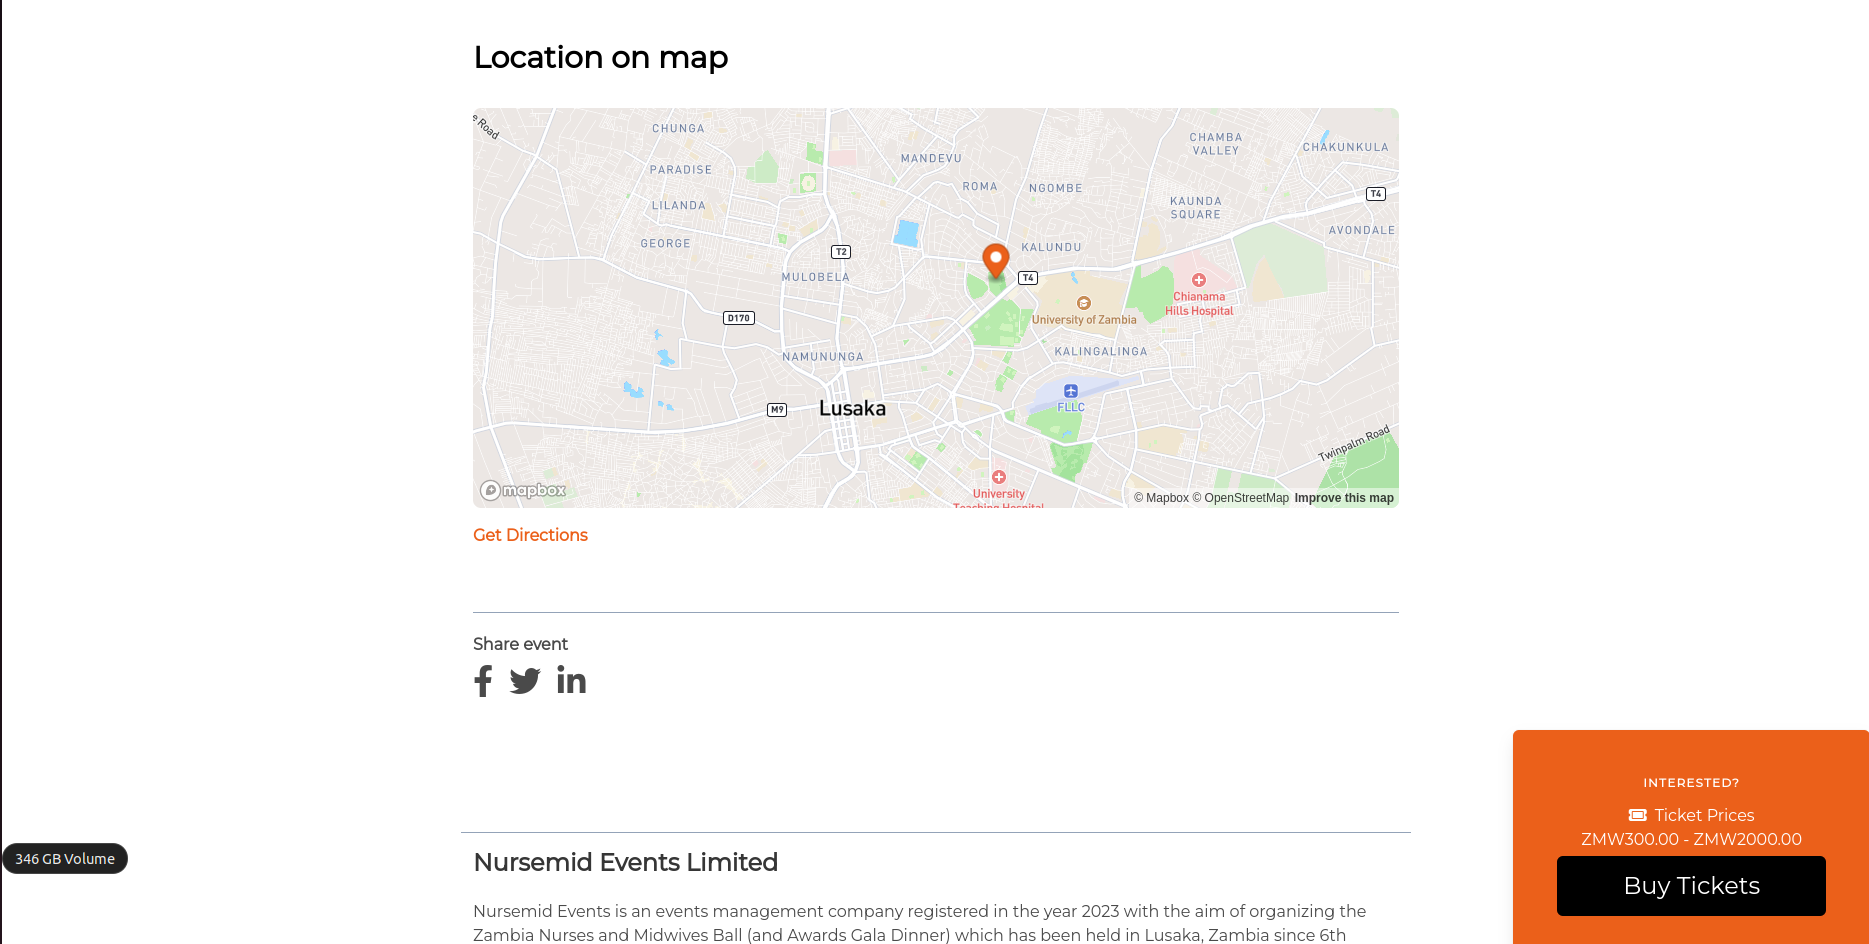 Location on map
e Road
CHUNGA
CHAMBA
VALLEY
CHAKUNKULA
MANDEVU
PARADISE
ROMA
NGOMBE
T4
KAUNDA
SQUARE
LILANDA
AVONDALE
GEORGE
KALUNDU
T2
MULOBELA
T4
Chianama
Hills Hospital
D170
University of Zambia
KALINGALINGA
NAMUNUNGA
FLLC
M9
Lusaka
Twinpalm Road
University
Teaching Hospital
mapbox
© Mapbox © OpenStreetMap Improve this map
Get Directions
Share event
INTERESTED?
Ticket Prices
ZMW300.00 - ZMW2000.00
Buy Tickets
346 GB Volume
Nursemid Events Limited
Nursemid Events is an events management company registered in the year 2023 with the aim of organizing the
Zambia Nurses and Midwives Ball (and Awards Gala Dinner) which has been held in Lusaka, Zambia since 6th